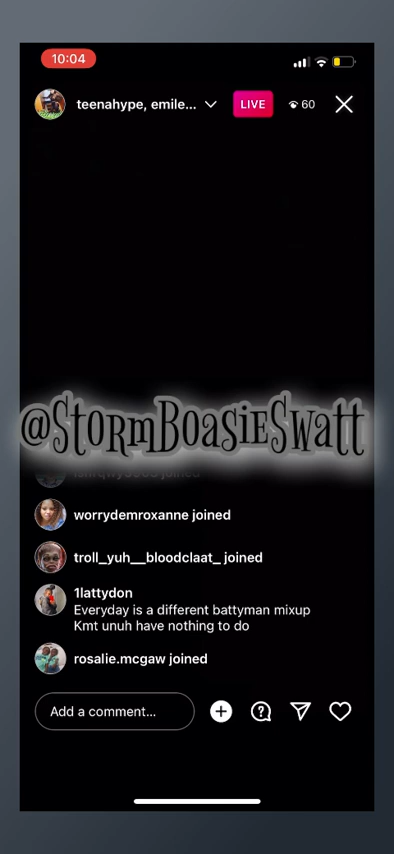 10:04
teenahype, emile...
LIVE
60
@StormBoasieSwatt
joined
worrydemroxanne joined
troll_yuh__bloodclaat_ joined
1lattydon
Everyday is a different battyman mixup
Kmt unuh have nothing to do
rosalie.mcgaw joined
Add a comment...